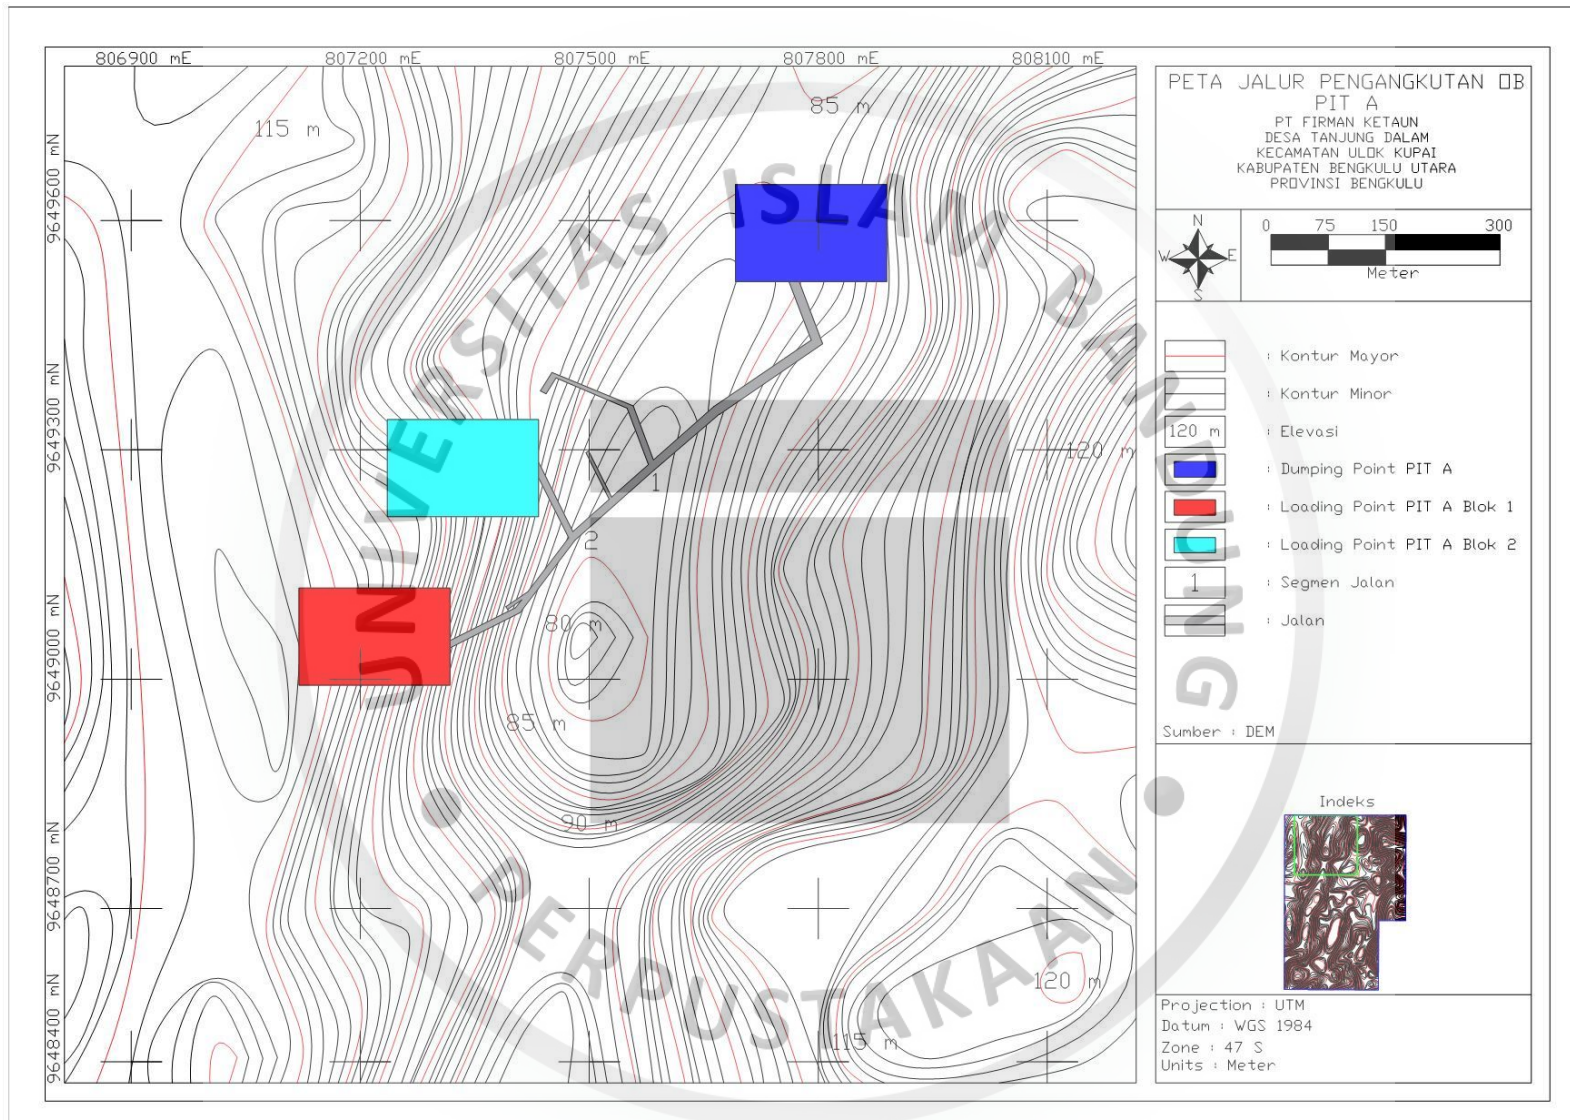 806900 mE
807200 mE
807500 mE
807800 mE
808100 mE
9649600 mN
9649300 mN
9649000 mN
9648700 mN
9648400 mN
115 m
85 m
120 m
1
2
80 m
85 m
90 m
120 m
115 m
UNIVERSITAS ISLAM BANDUNG
PERPUSTAKAAN
PETA JALUR PENGANGKUTAN OB
PIT A
PT FIRMAN KETAUN
DESA TANJUNG DALAM
KECAMATAN ULOK KUPAI
KABUPATEN BENGKULU UTARA
PROVINSI BENGKULU
N
W E
S
0 75 150 300
Meter
: Kontur Mayor
: Kontur Minor
120 m : Elevasi
: Dumping Point PIT A
: Loading Point PIT A Blok 1
: Loading Point PIT A Blok 2
1 : Segmen Jalan
: Jalan
Sumber : DEM
Indeks
Projection : UTM
Datum : WGS 1984
Zone : 47 S
Units : Meter